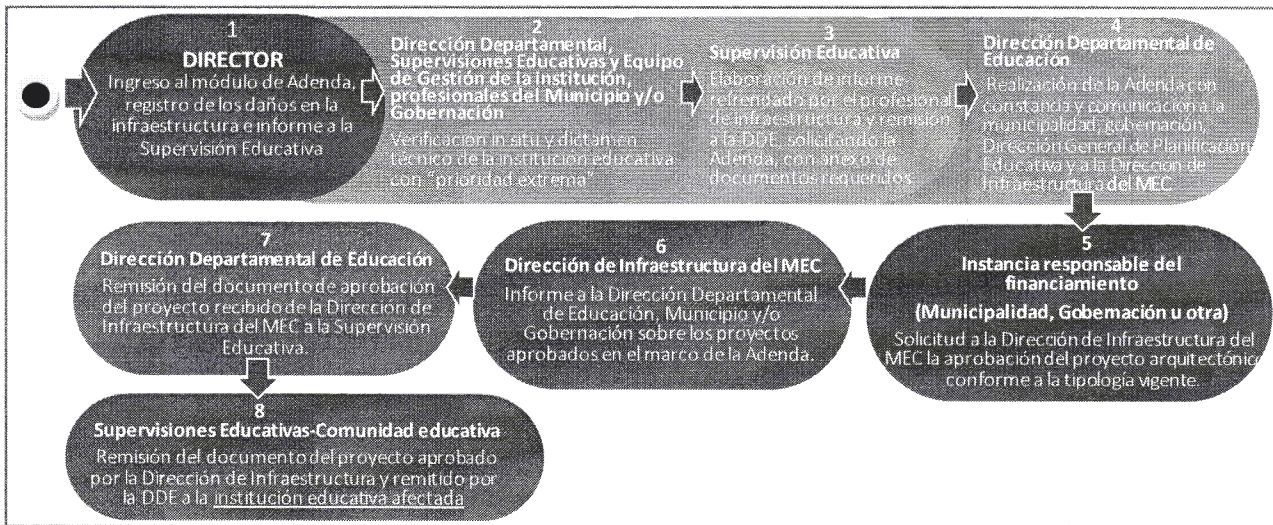 1
DIRECTOR
Ingreso al módulo de Adenda,
registro de los daños en la
infraestructura e informe a la
Supervisión Educativa
2
Dirección Departamental,
Supervisiones Educativas y Equipo
de Gestión de la Institución,
profesionales del Municipio y/o
Gobernación
Verificación in situ y dictamen
técnico de la institución educativa
con "prioridad extrema"
3
Supervisión Educativa
Elaboración de informe
refrendado por el profesional
de infraestructura y remisión
a la DDE, solicitando la
Adenda, con anexo de
documentos requeridos
4
Dirección Departamental de
Educación
Realización de la Adenda con
constancia y comunicación a la
municipalidad, gobernación,
Dirección General de Planificación
Educativa y a la Dirección de
Infraestructura del MEC
5
Instancia responsable del
financiamiento
(Municipalidad, Gobernación u otra)
Solicitud a la Dirección de Infraestructura del
MEC la aprobación del proyecto arquitectónico
conforme a la tipología vigente.
6
Dirección de Infraestructura del MEC
Informe a la Dirección Departamental
de Educación, Municipio y/o
Gobernación sobre los proyectos
aprobados en el marco de la Adenda.
7
Dirección Departamental de Educación
Remisión del documento de aprobación
del proyecto recibido de la Dirección de
Infraestructura del MEC a la Supervisión
Educativa.
8
Supervisiones Educativas-Comunidad educativa
Remisión del documento del proyecto aprobado
por la Dirección de Infraestructura y remitido por
la DDE a la institución educativa afectada